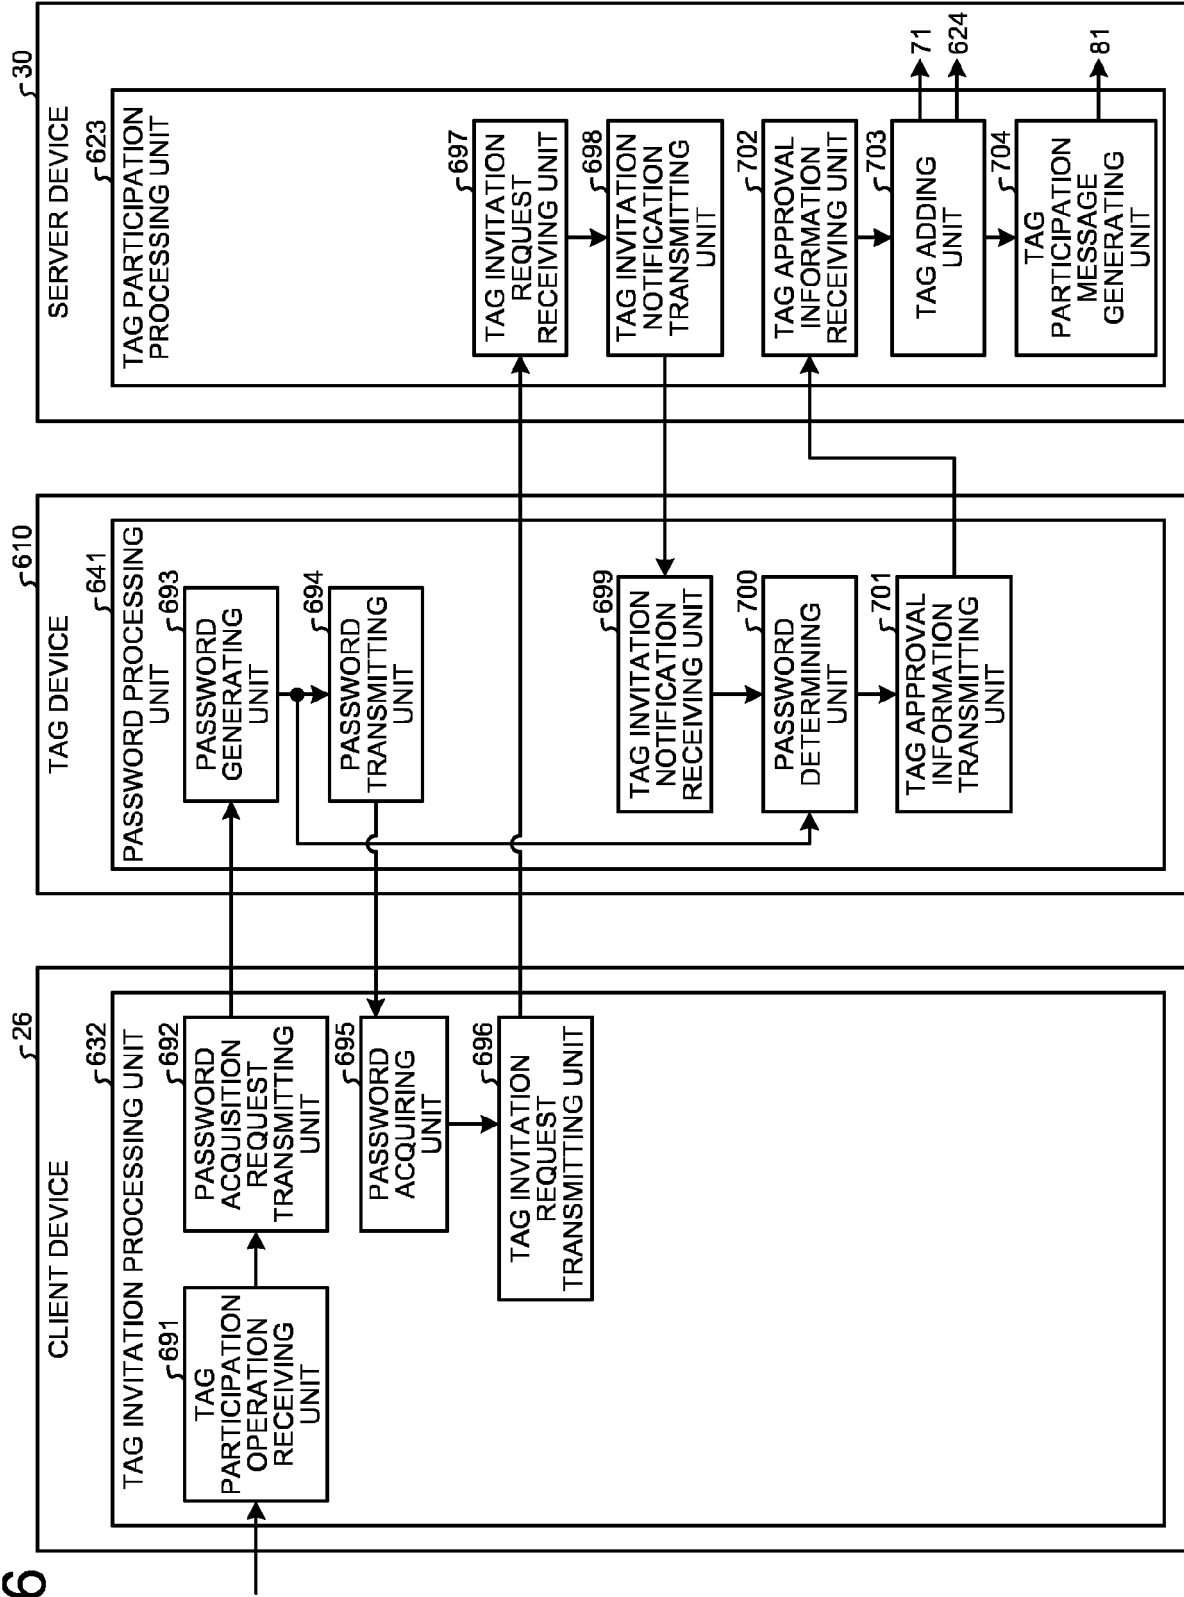 6
CLIENT DEVICE
26
TAG INVITATION PROCESSING UNIT
632
691
TAG
PARTICIPATION
OPERATION
RECEIVING
UNIT
692
PASSWORD
ACQUISITION
REQUEST
TRANSMITTING
UNIT
695
PASSWORD
ACQUIRING
UNIT
696
TAG INVITATION
REQUEST
TRANSMITTING UNIT
TAG DEVICE
610
PASSWORD PROCESSING
UNIT
641
693
PASSWORD
GENERATING
UNIT
694
PASSWORD
TRANSMITTING
UNIT
699
TAG INVITATION
NOTIFICATION
RECEIVING UNIT
700
PASSWORD
DETERMINING
UNIT
701
TAG APPROVAL
INFORMATION
TRANSMITTING
UNIT
SERVER DEVICE
30
TAG PARTICIPATION
PROCESSING UNIT
623
697
TAG INVITATION
REQUEST
RECEIVING UNIT
698
TAG INVITATION
NOTIFICATION
TRANSMITTING
UNIT
702
TAG APPROVAL
INFORMATION
RECEIVING UNIT
703
TAG ADDING
UNIT
71
624
704
TAG
PARTICIPATION
MESSAGE
GENERATING
UNIT
81